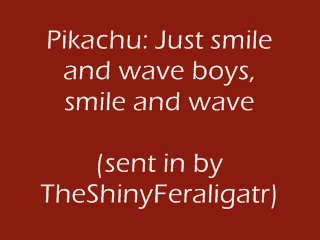 Pikachu: Just smile
and wave boys,
smile and wave
(sent in by
TheShinyFeraligatr)